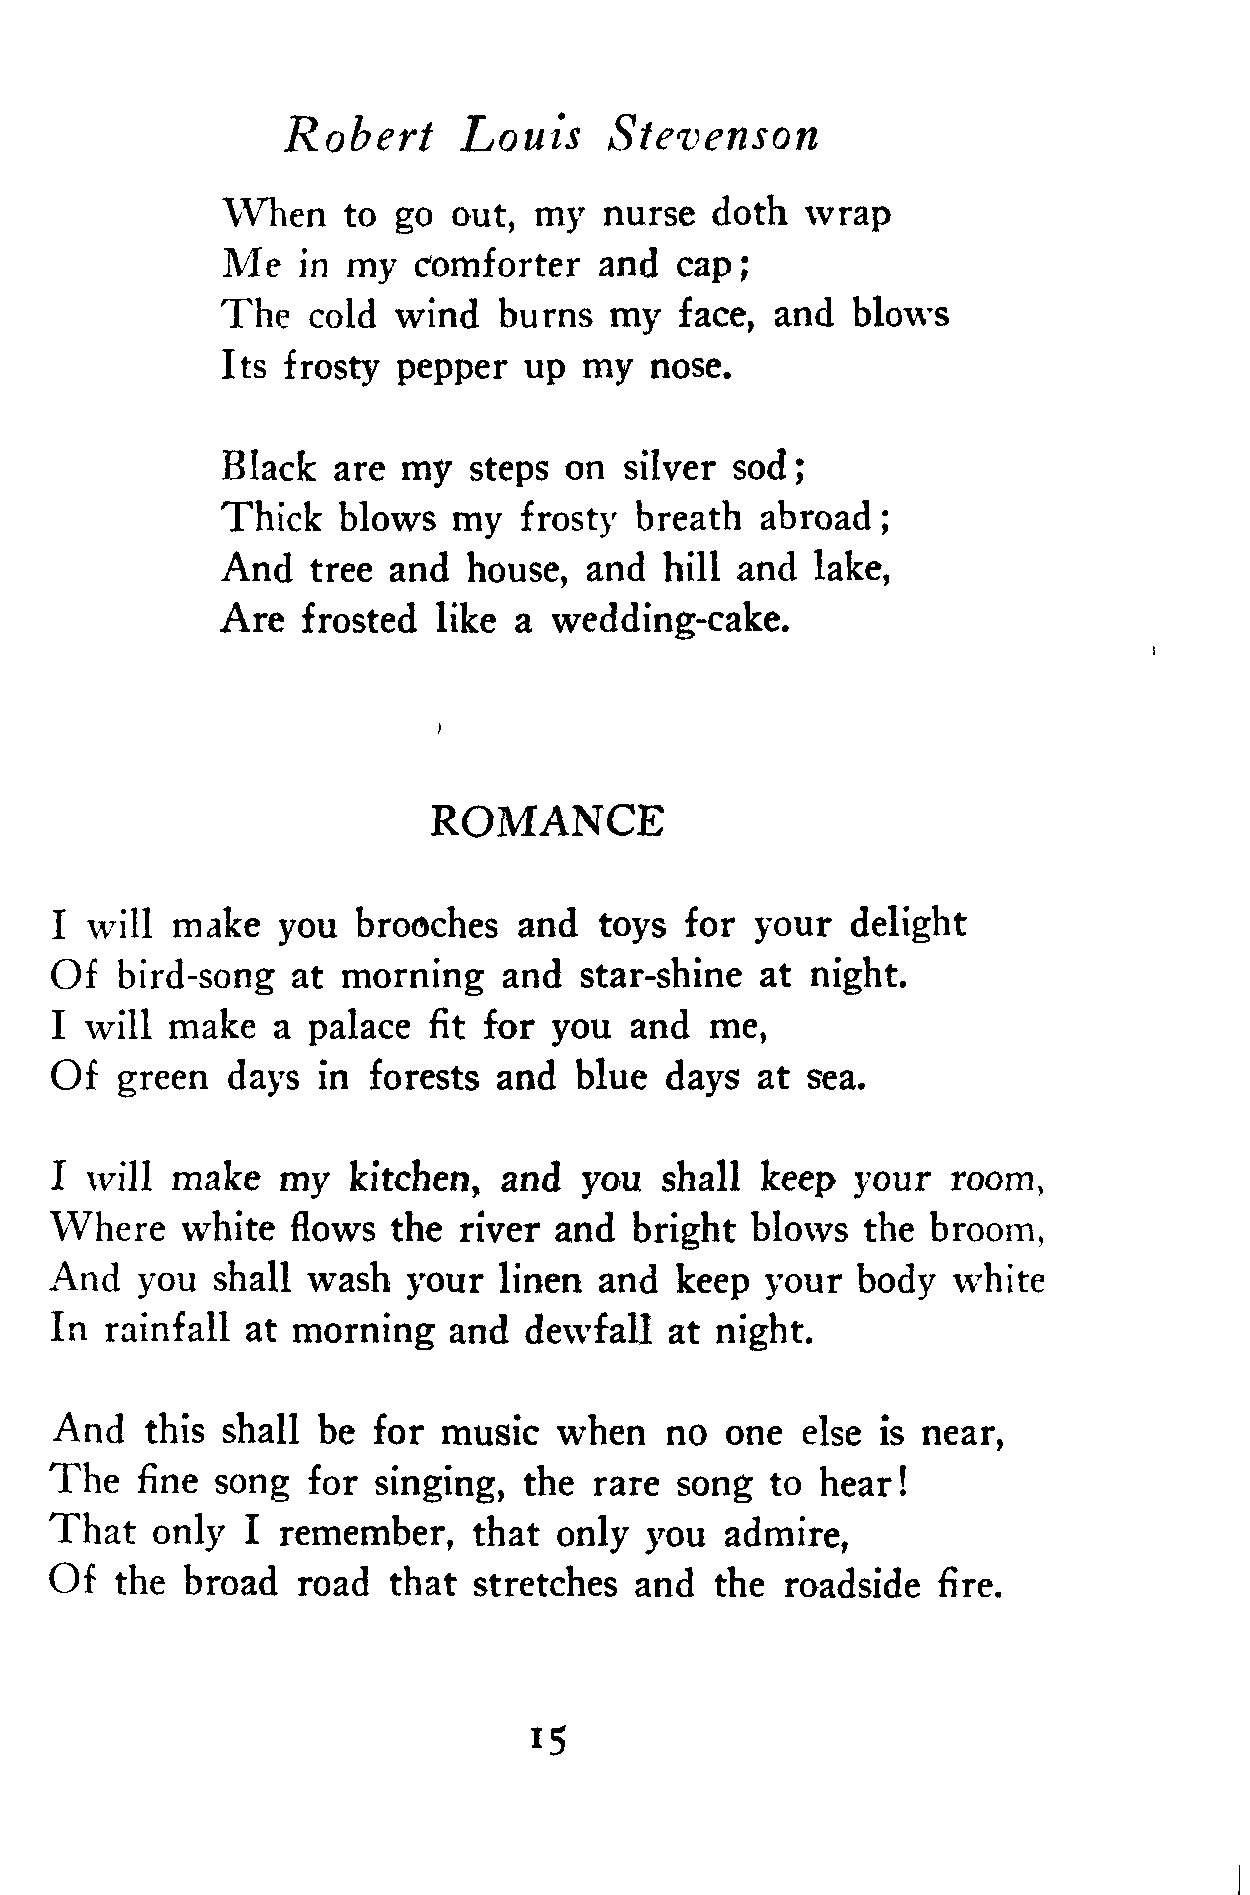 Robert Louis Stevenson
When to go out, my nurse doth wrap
Me in my comforter and cap;
The cold wind burns my face, and blows
Its frosty pepper up my nose.
Black are my steps on silver sod;
Thick blows my frosty breath abroad;
And tree and house, and hill and lake,
Are frosted like a wedding-cake.
ROMANCE
I will make you brooches and toys for your delight
Of bird-song at morning and star-shine at night.
I will make a palace fit for you and me,
Of green days in forests and blue days at sea.
I will make my kitchen, and you shall keep your room,
Where white flows the river and bright blows the broom,
And you shall wash your linen and keep your body white
In rainfall at morning and dewfall at night.
And this shall be for music when no one else is near,
The fine song for singing, the rare song to hear!
That only I remember, that only you admire,
Of the broad road that stretches and the roadside fire.
15